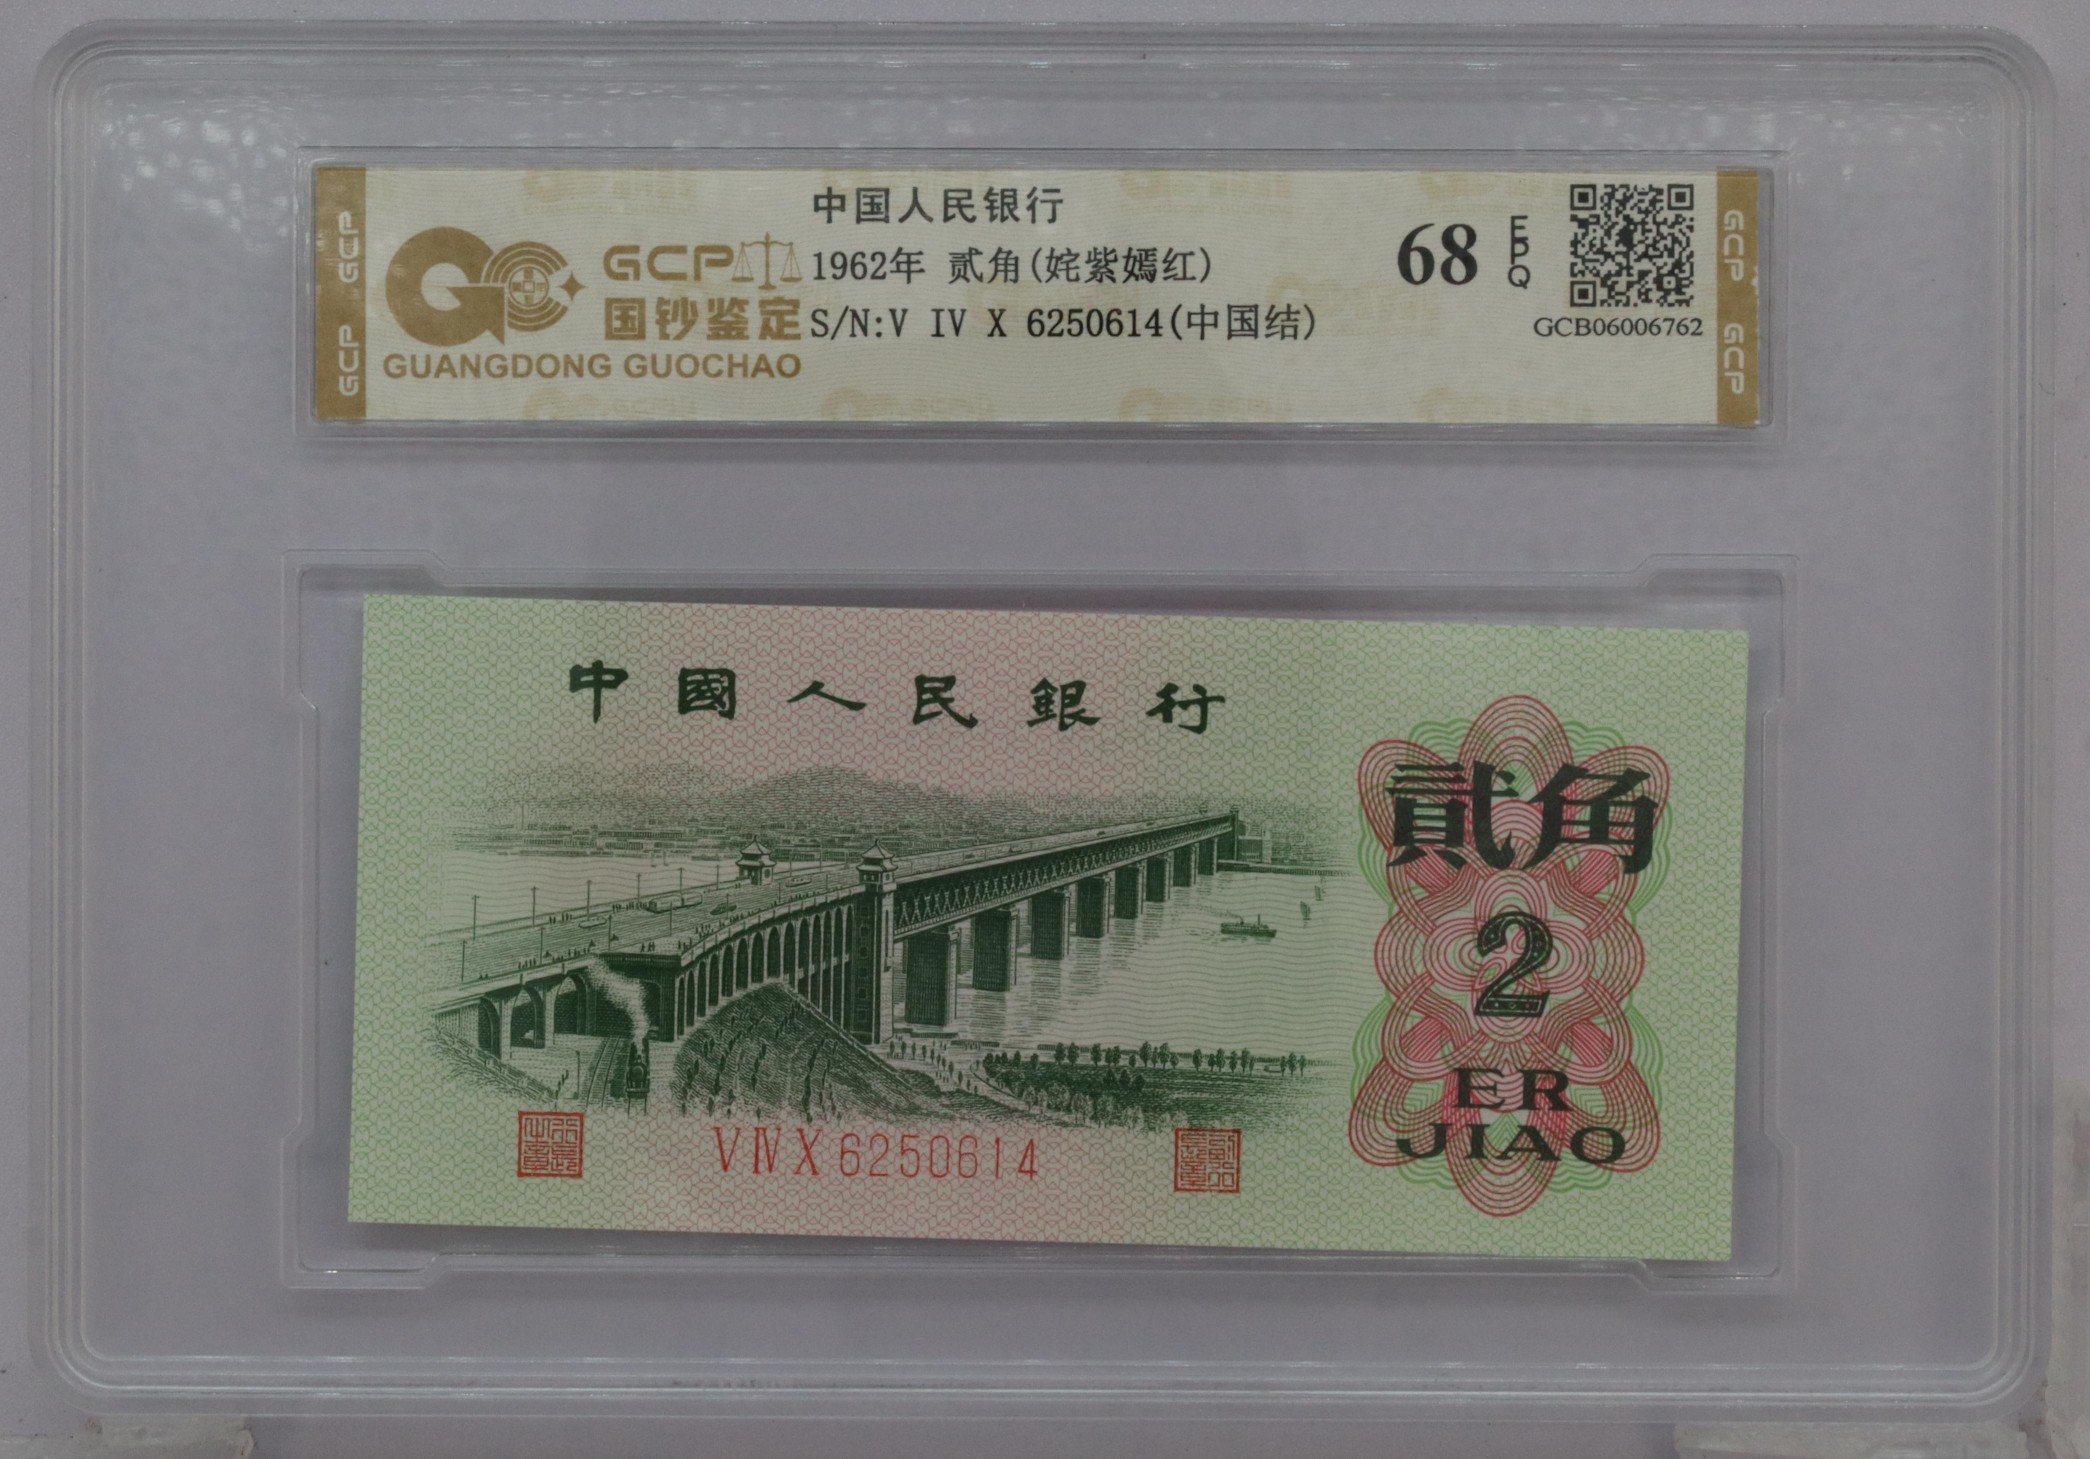 GCP GCP
GCP
国钞鉴定
GUANGDONG GUOCHAO
中国人民银行
1962年 贰角(姹紫嫣红)
S/N:V IV X 6250614(中国结)
68 EPQ
GCB06006762
GCP GCP
中國人民銀行
貳角
2
ER
JIAO
V IV X 6250614